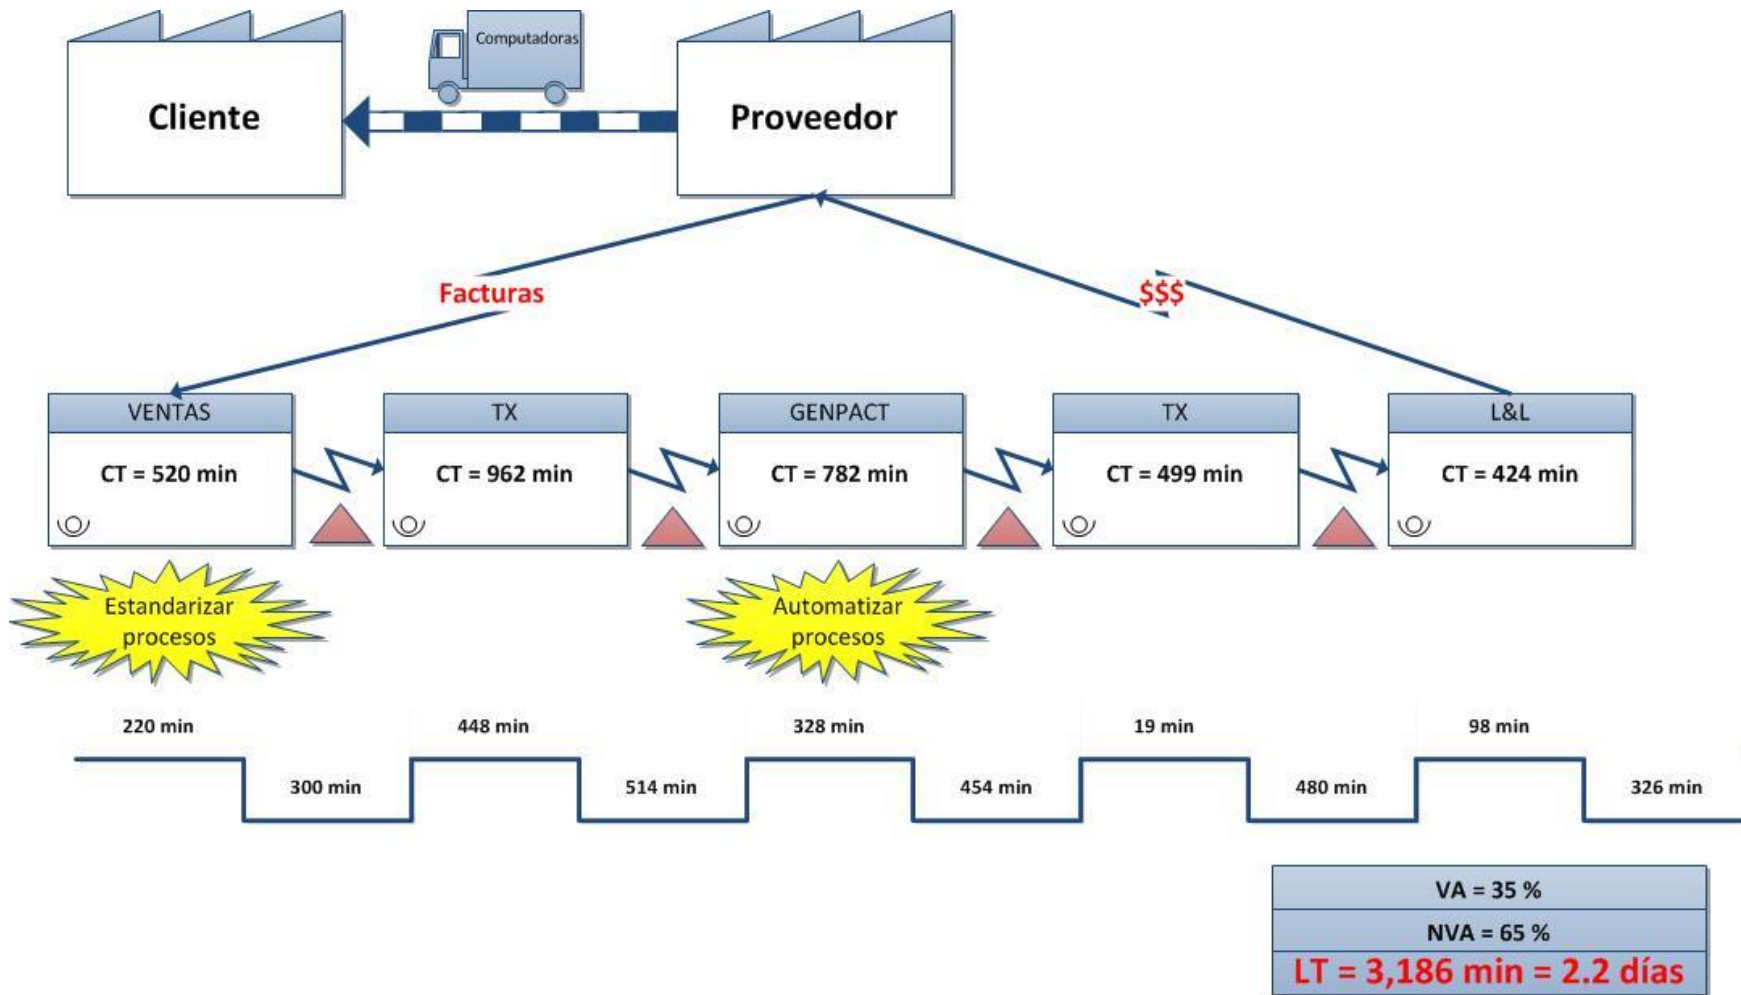 Computadoras
Cliente
Proveedor
Facturas
$$$
VENTAS
TX
GENPACT
TX
L&L
CT = 520 min
CT = 962 min
CT = 782 min
CT = 499 min
CT = 424 min
Estandarizar
procesos
Automatizar
procesos
220 min
448 min
328 min
19 min
98 min
300 min
514 min
454 min
480 min
326 min
VA = 35 %
NVA = 65 %
LT = 3,186 min = 2.2 días